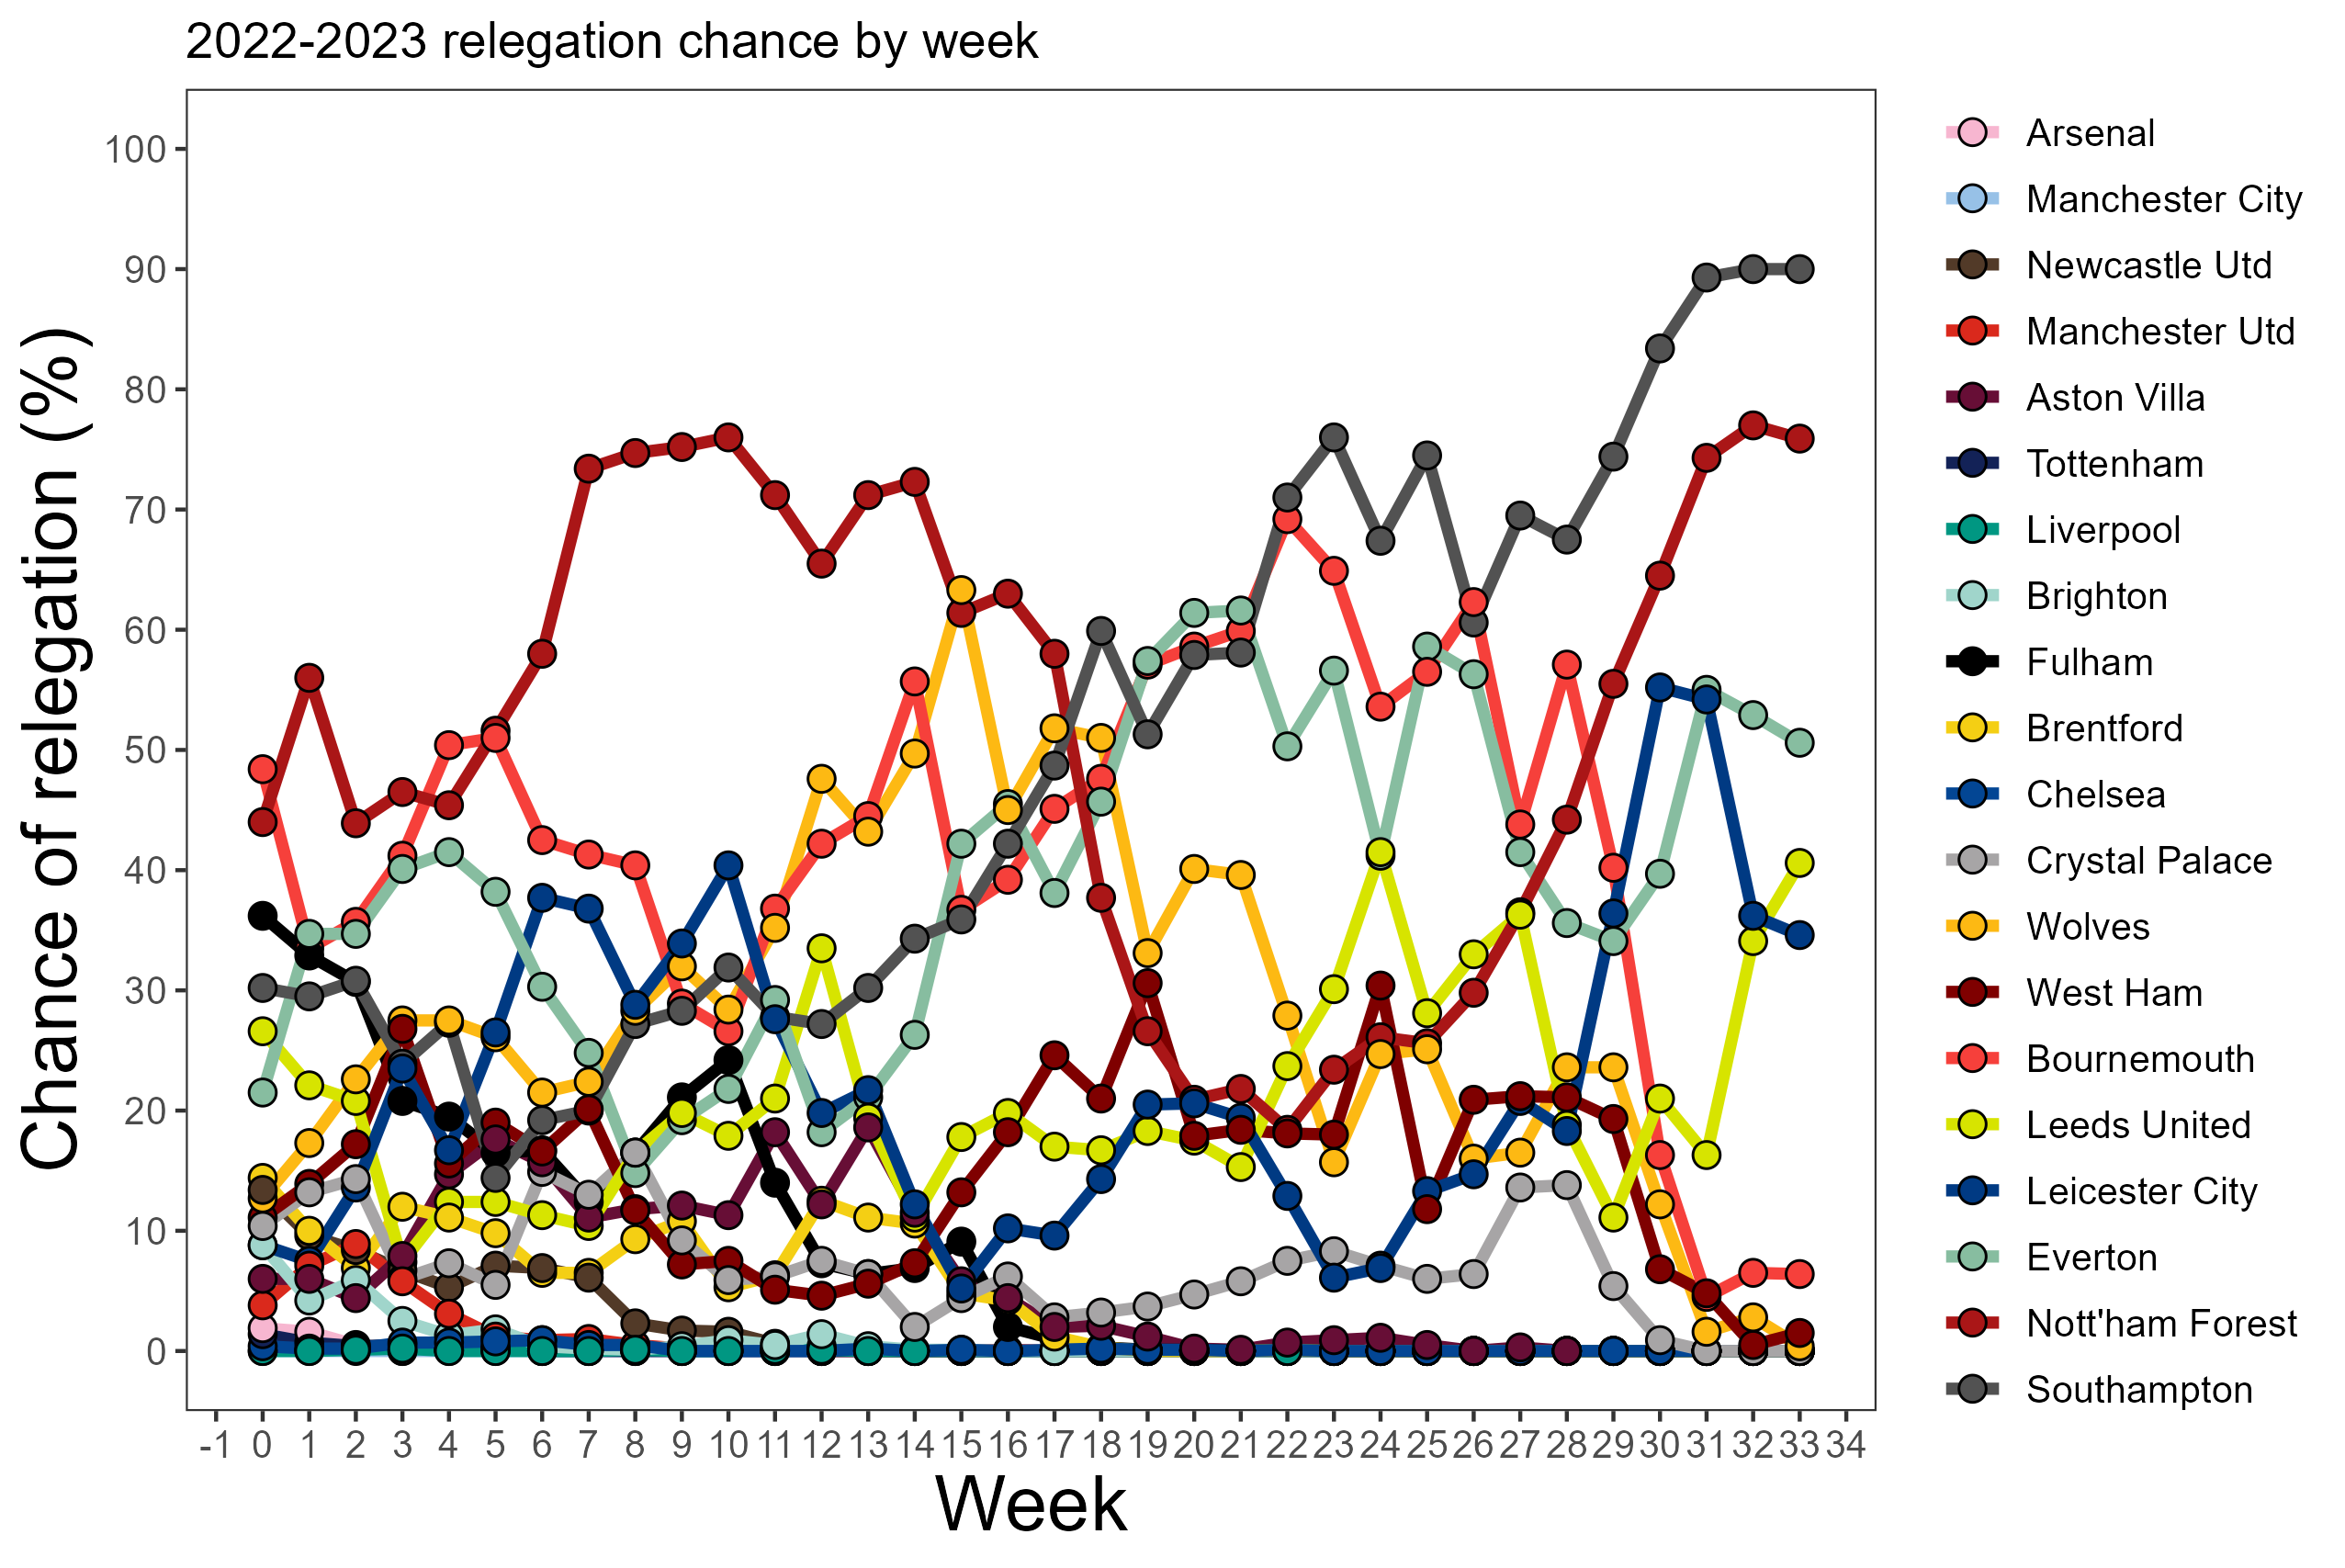 2022-2023 relegation chance by week
Chance of relegation (%)
100
90
80
70
60
50
40
30
20
10
0
-1 0 1 2 3 4 5 6 7 8 9 10 11 12 13 14 15 16 17 18 19 20 21 22 23 24 25 26 27 28 29 30 31 32 33 34
Week
Arsenal
Manchester City
Newcastle Utd
Manchester Utd
Aston Villa
Tottenham
Liverpool
Brighton
Fulham
Brentford
Chelsea
Crystal Palace
Wolves
West Ham
Bournemouth
Leeds United
Leicester City
Everton
Nott'ham Forest
Southampton